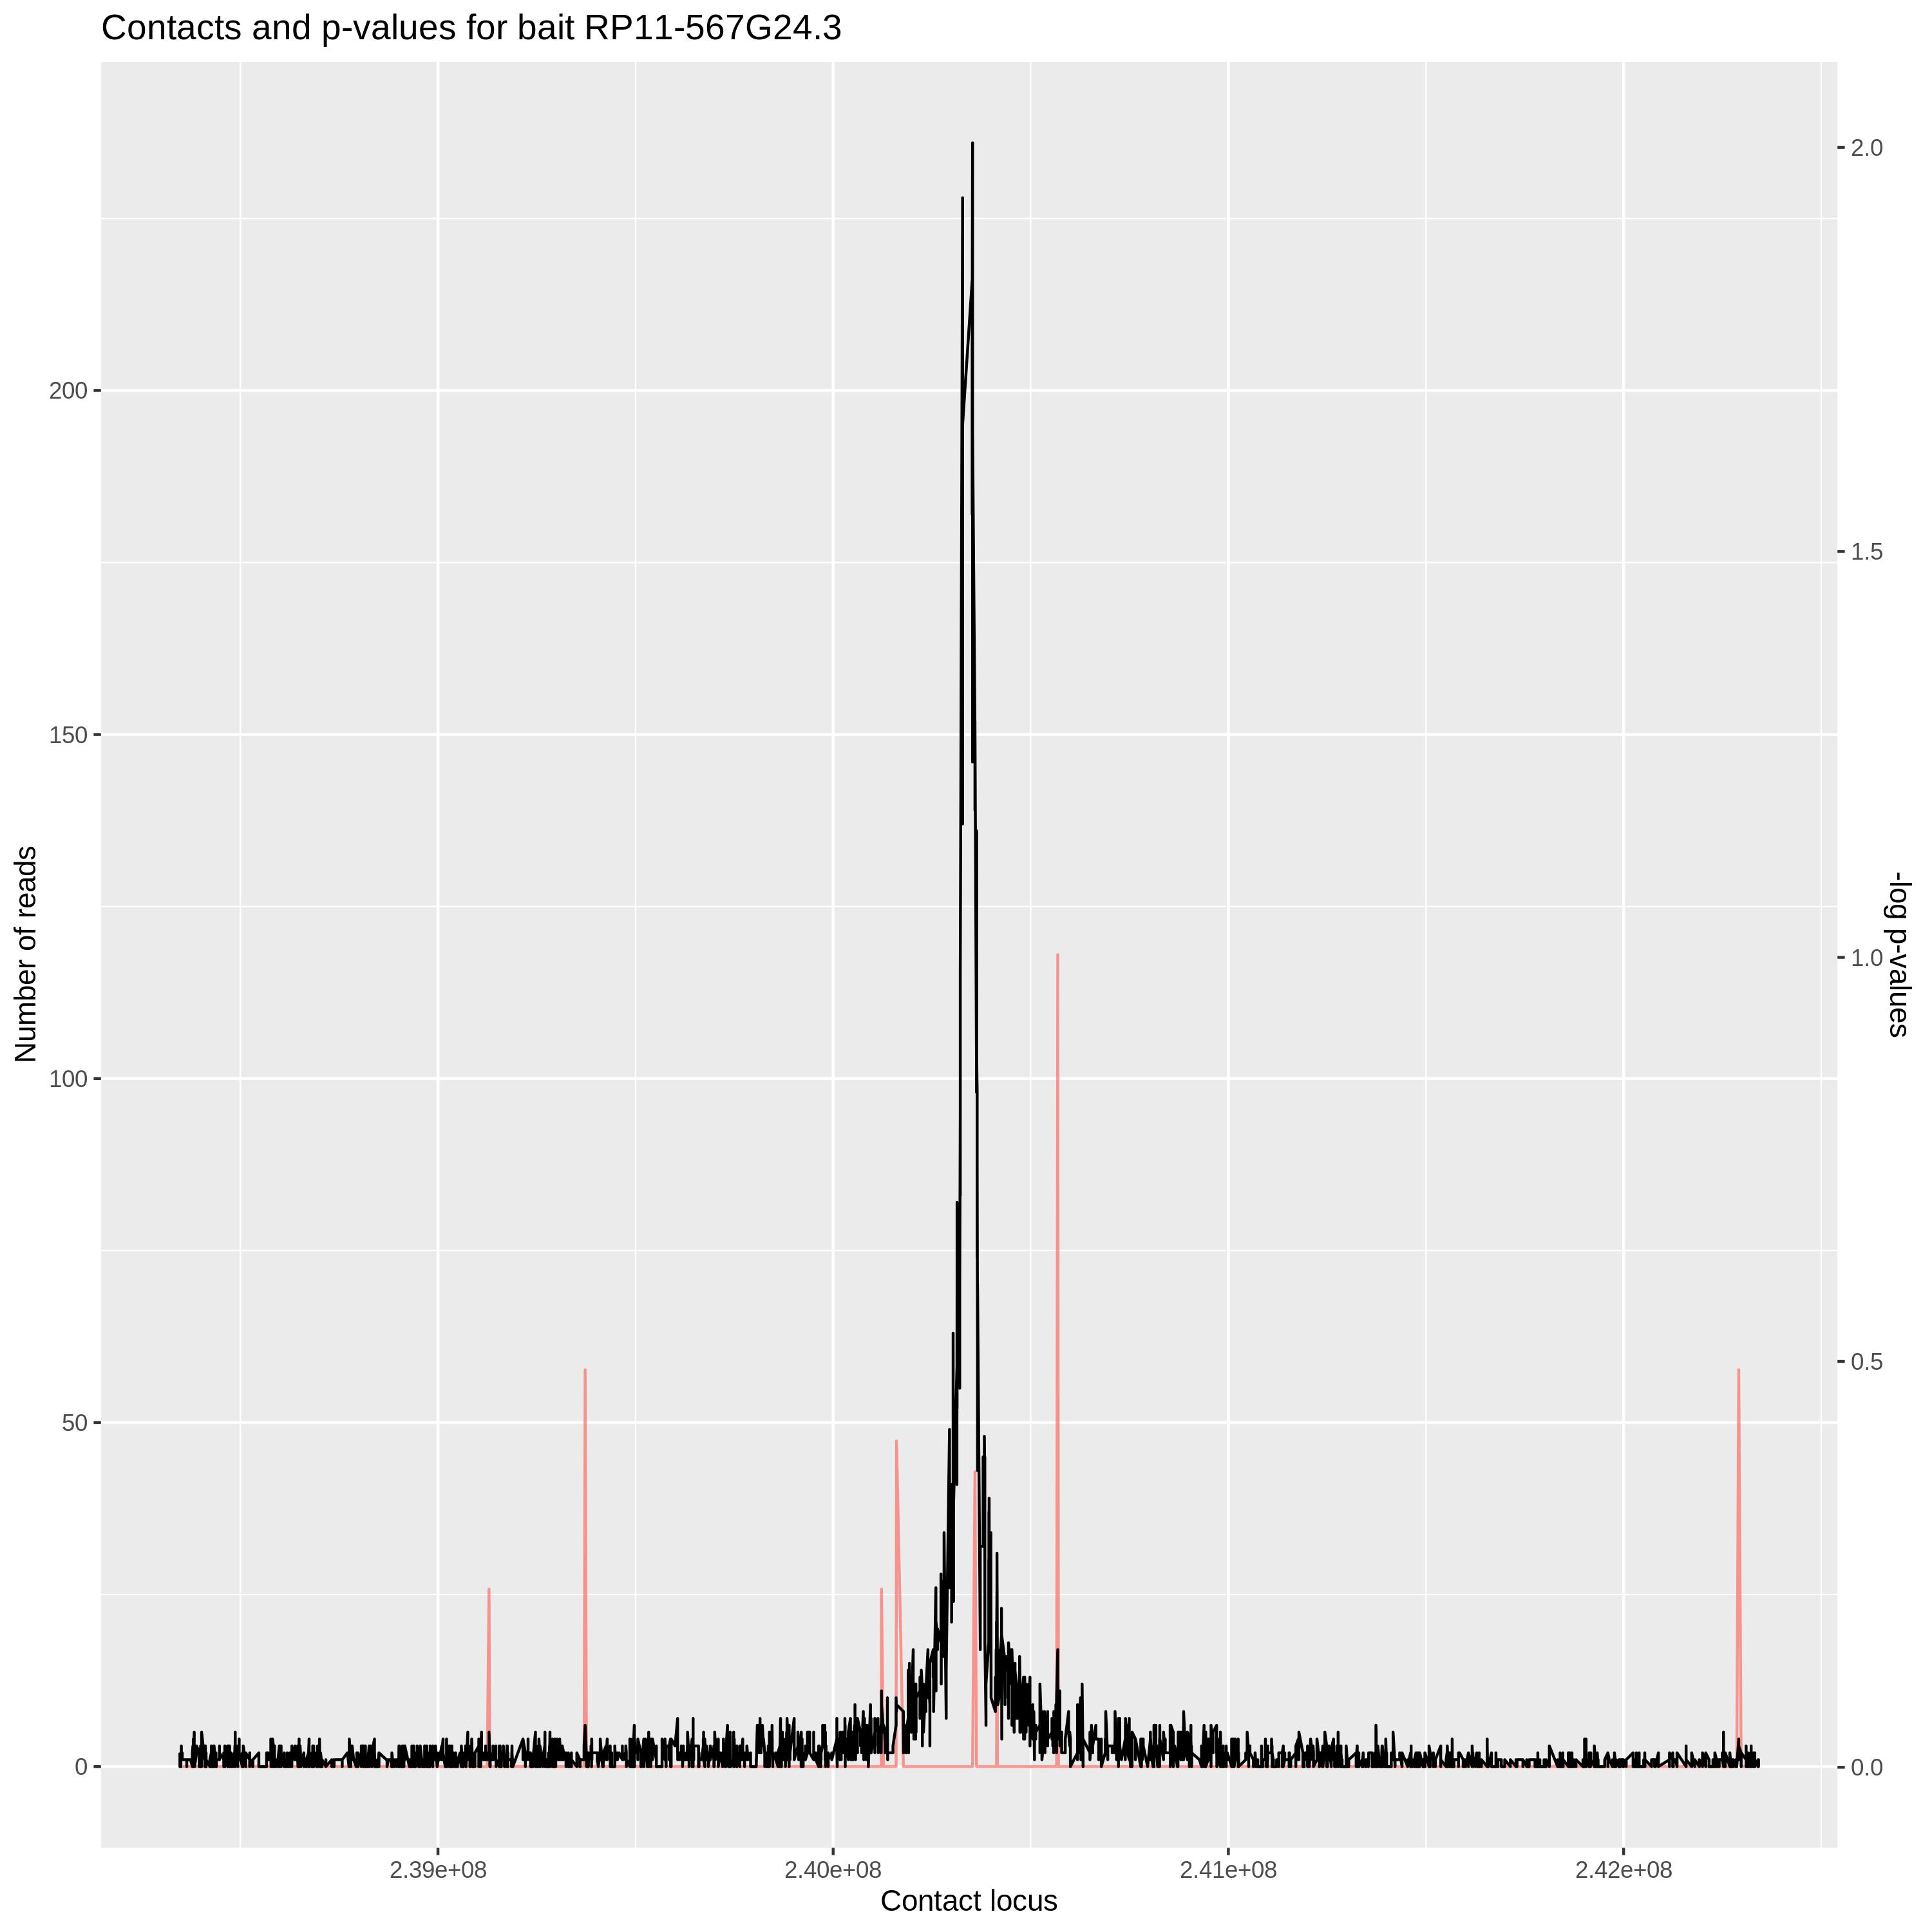 Contacts and p-values for bait RP11-567G24.3
Number of reads
200
150
100
50
0
2.0
1.5
1.0
0.5
0.0
-log p-values
2.39e+08 2.40e+08 2.41e+08 2.42e+08
Contact locus